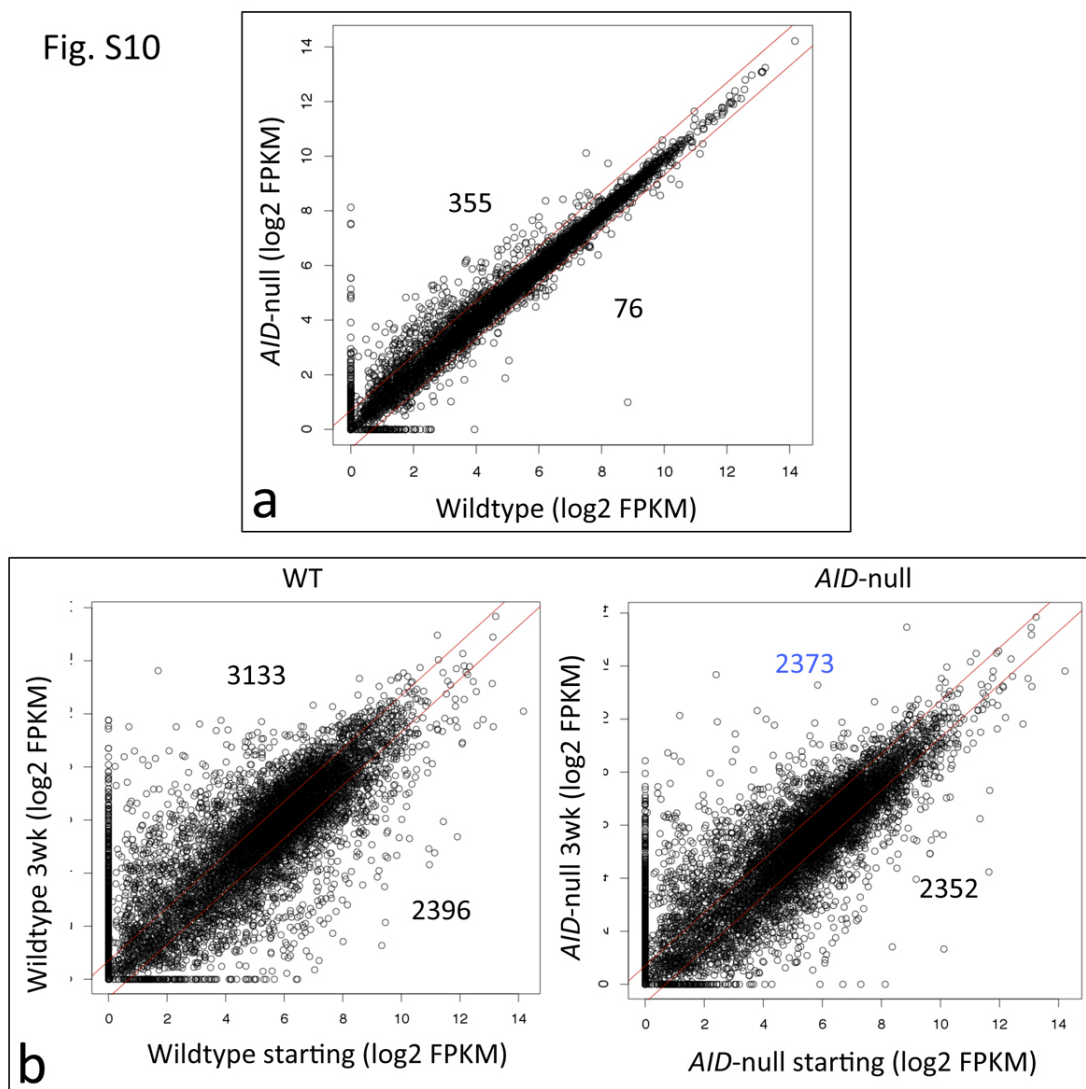 Fig. S10
AID-null (log2 FPKM)
14
12
10
8
6
4
2
0
355
76
0 2 4 6 8 10 12 14
a
Wildtype (log2 FPKM)
WT
Wildtype 3wk (log2 FPKM)
3133
2396
0 2 4 6 8 10 12 14
Wildtype starting (log2 FPKM)
b
AID-null
AID-null 3wk (log2 FPKM)
0
2373
2352
0 2 4 6 8 10 12 14
AID-null starting (log2 FPKM)